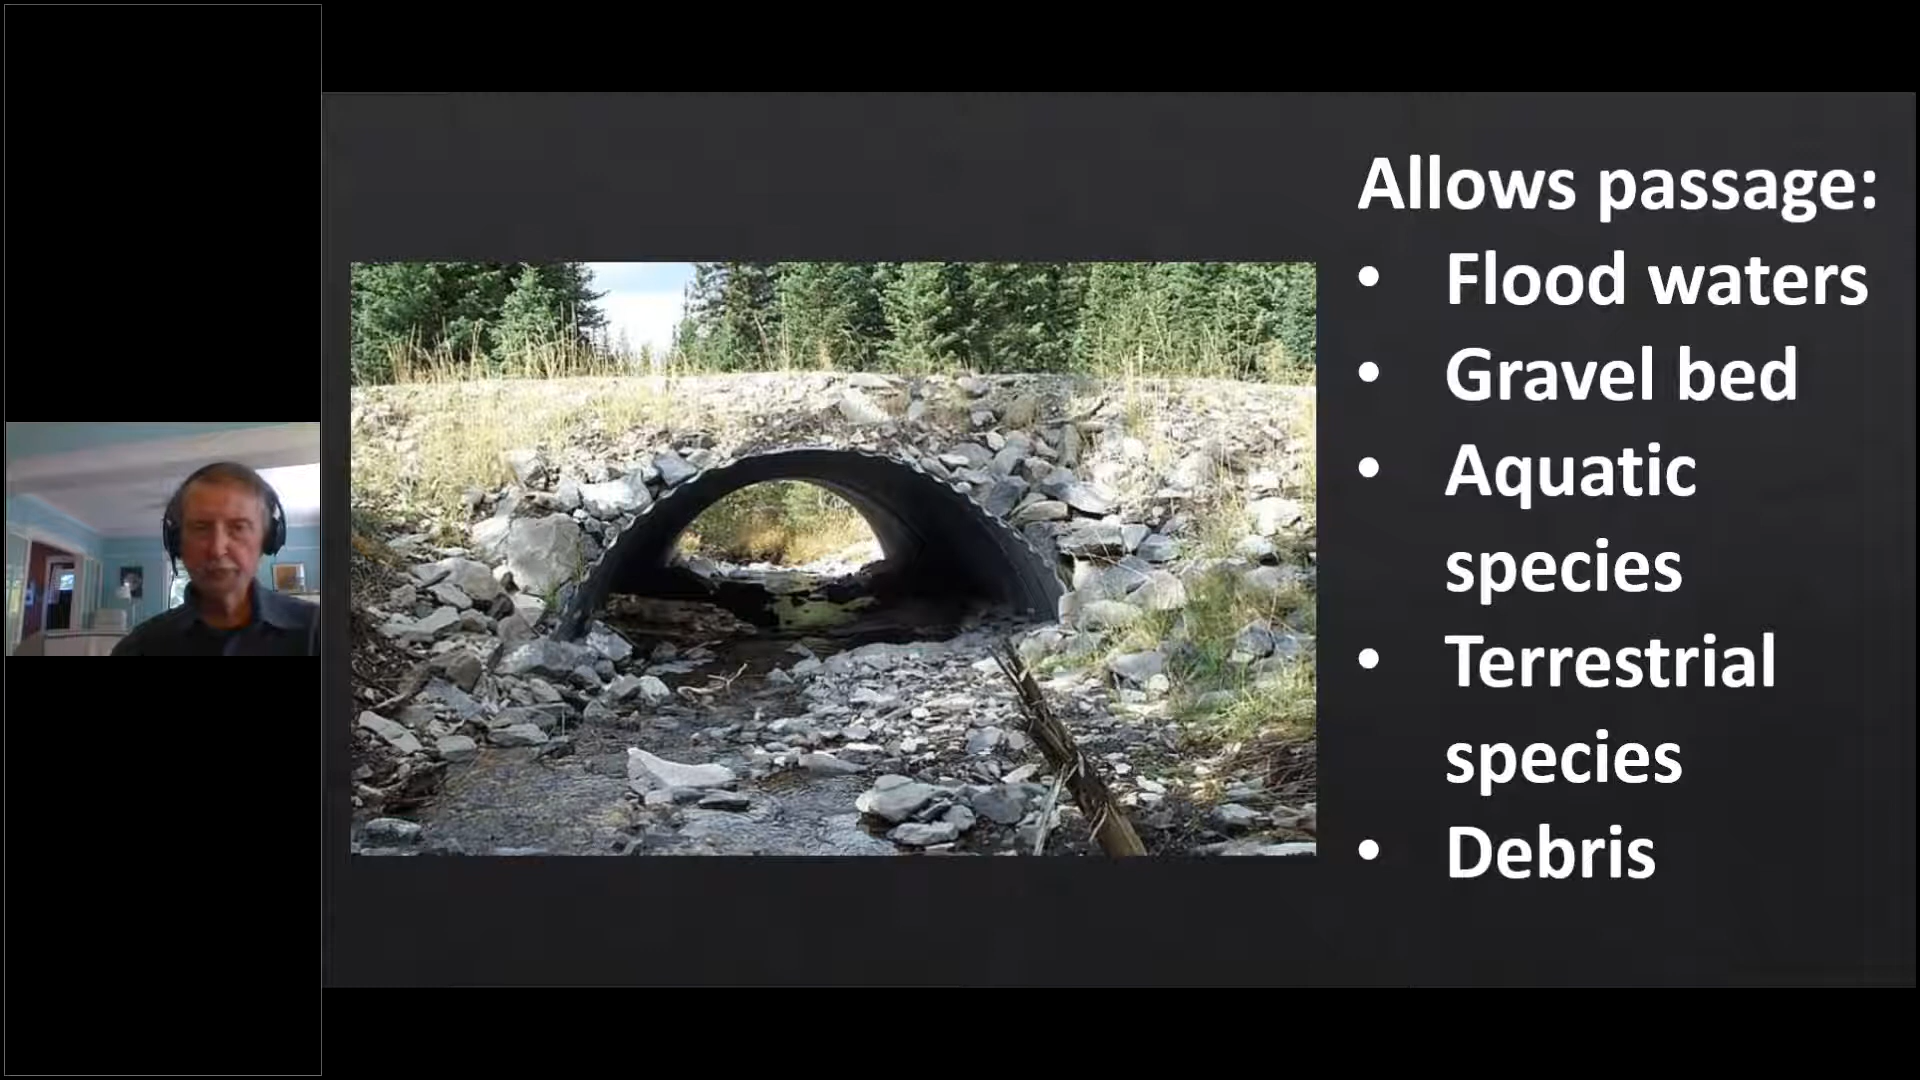 Allows passage:
• Flood waters
• Gravel bed
• Aquatic
species
• Terrestrial
species
• Debris